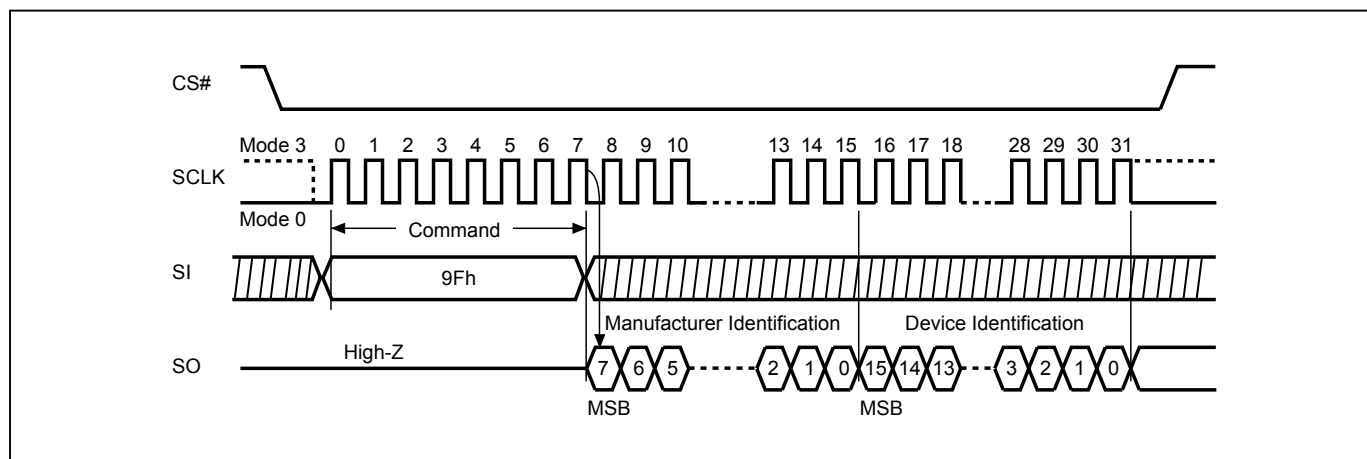 CS#
Mode 3 0 1 2 3 4 5 6 7 8 9 10 13 14 15 16 17 18 28 29 30 31
SCLK
Mode 0
Command
SI 9Fh
Manufacturer Identification Device Identification
High-Z
SO 7 6 5 2 1 0 15 14 13 3 2 1 0
MSB MSB